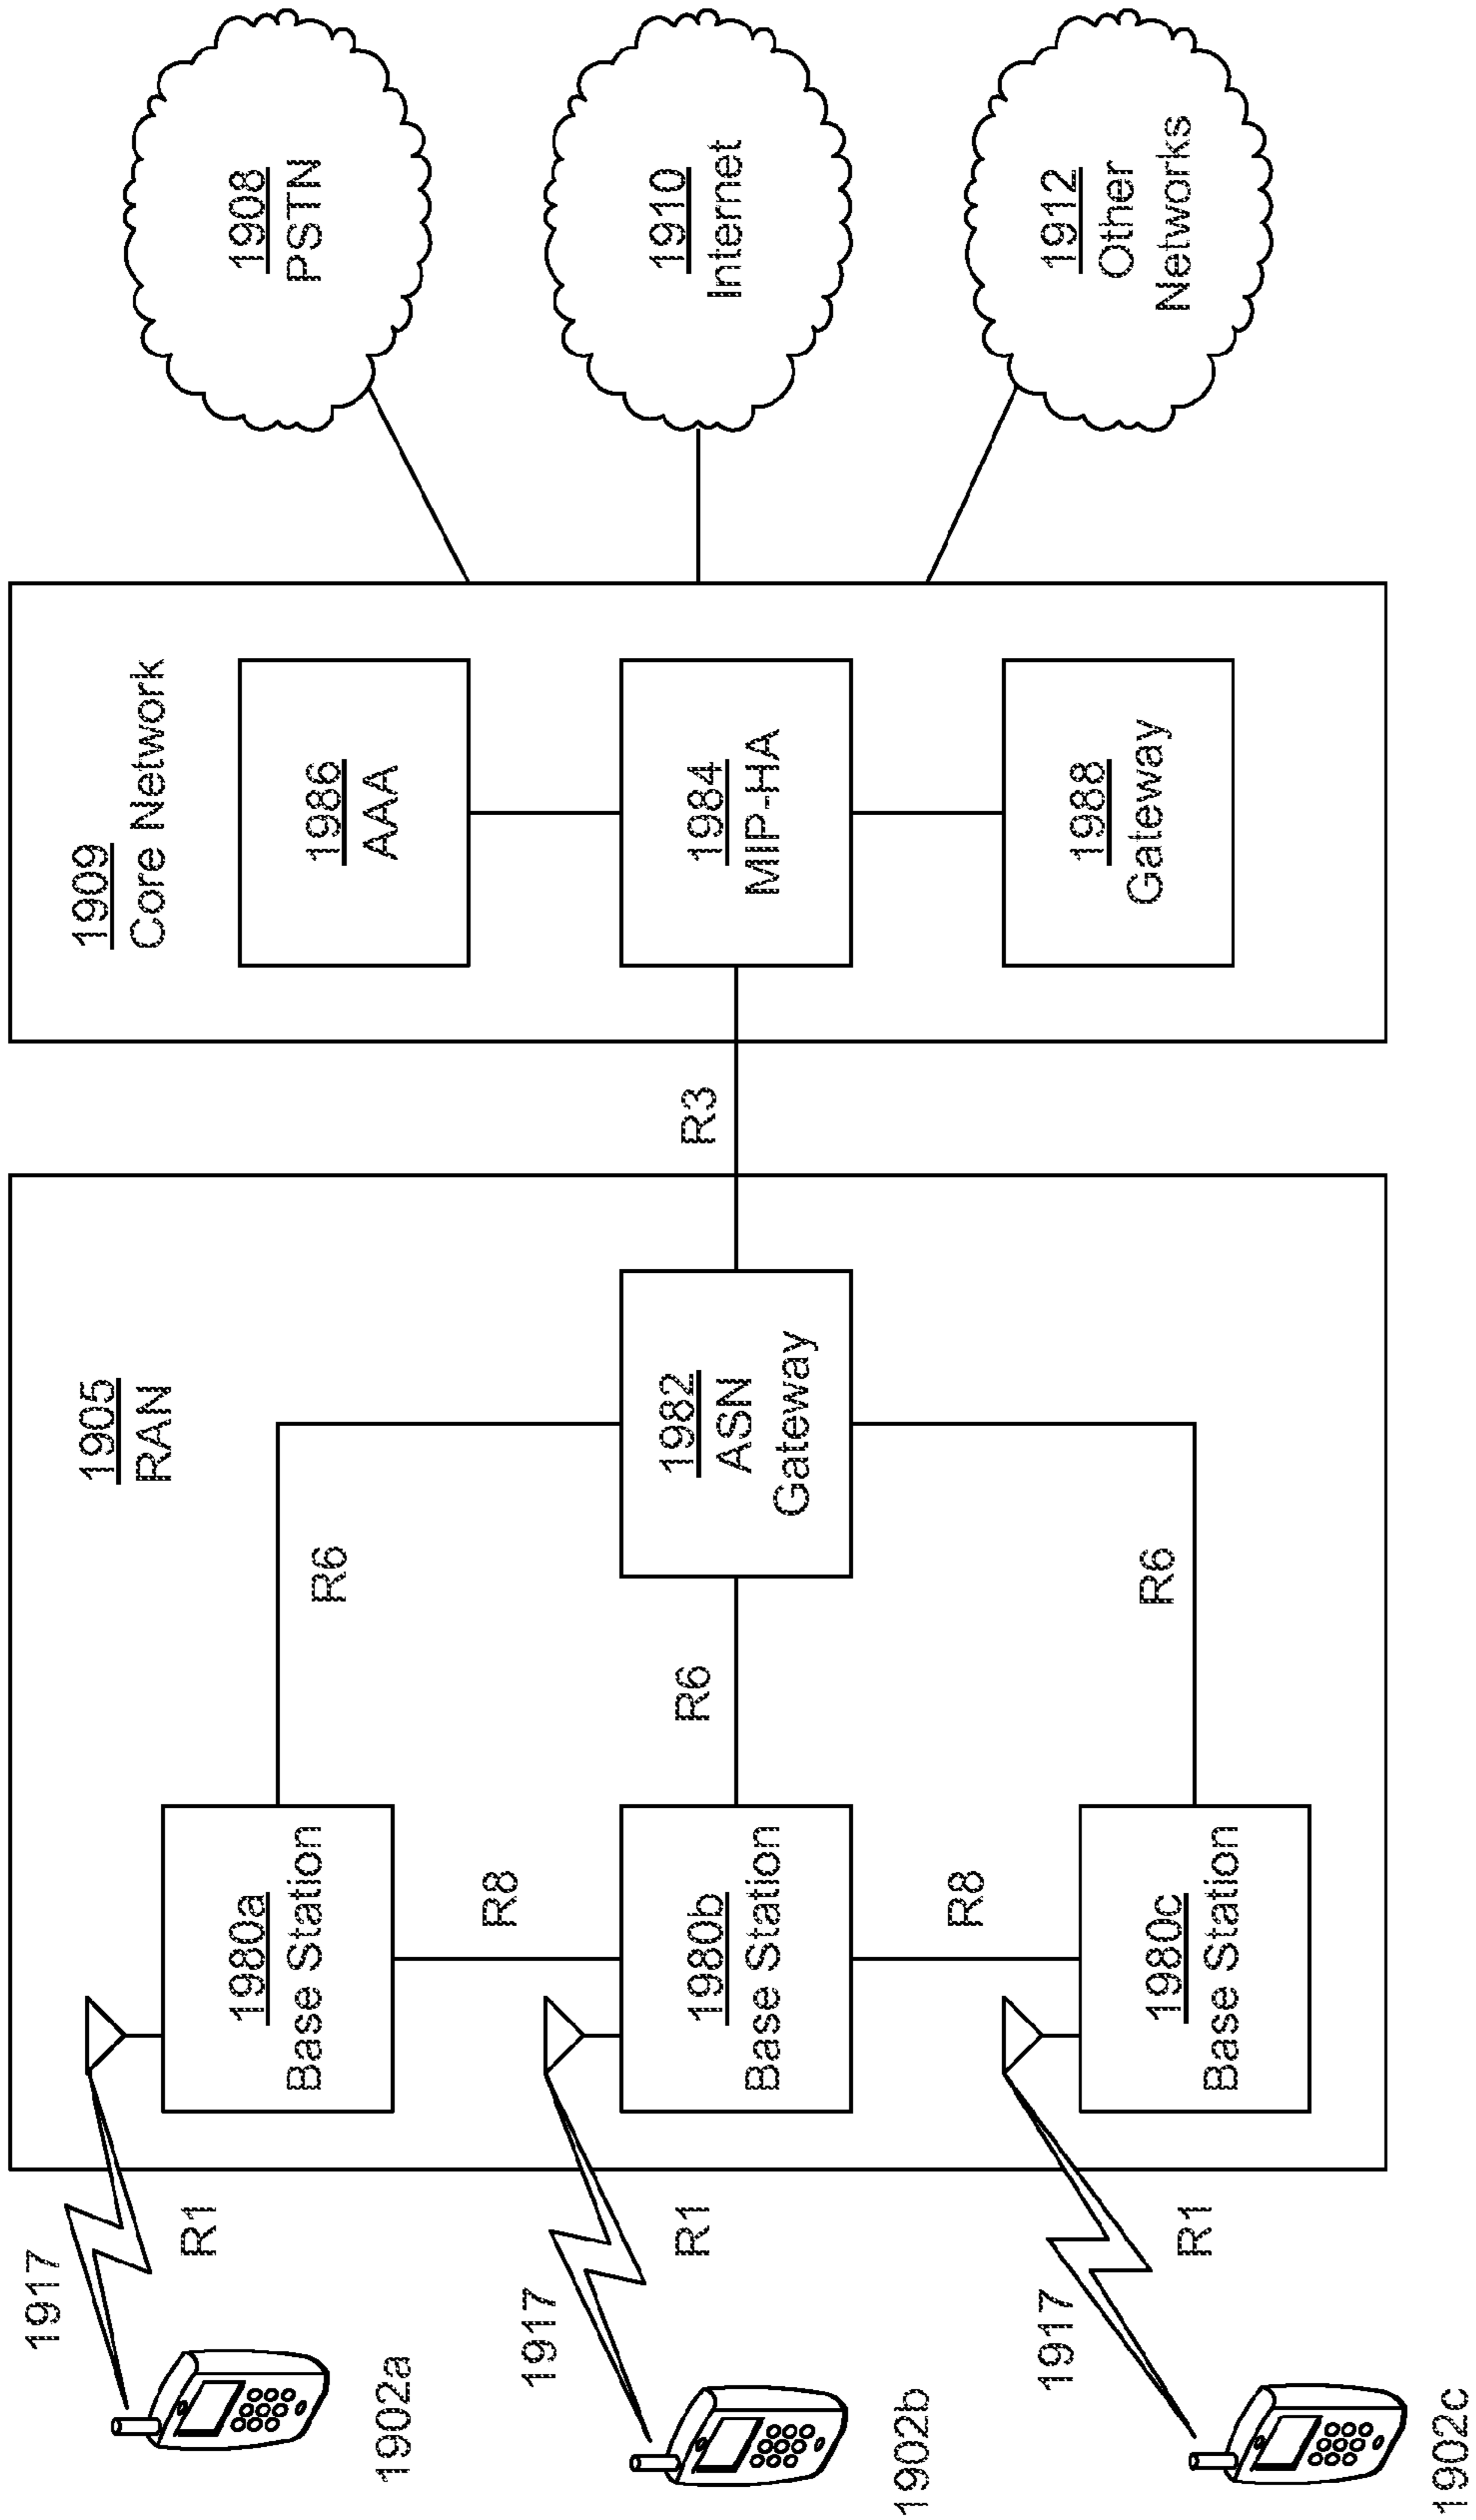 1917
R1
1902a
1917
R1
1902b
1917
R1
1902c
1905
RAN
1980a
Base Station
R8
1980b
Base Station
R8
1980c
Base Station
R6
R6
R6
1982
ASN
Gateway
R3
1909
Core Network
1986
AAA
1984
MIP-HA
1988
Gateway
1908
PSTN
1910
Internet
1912
Other
Networks